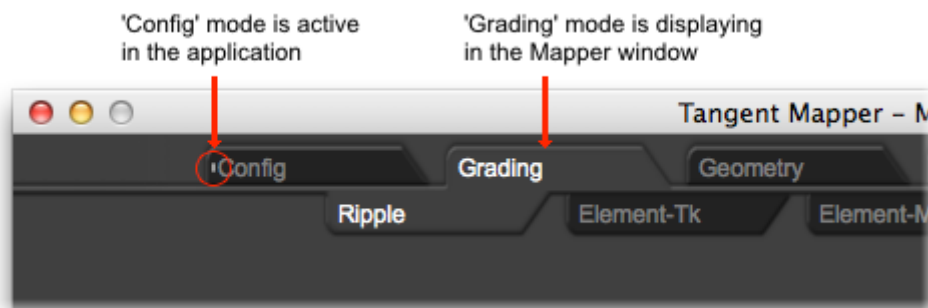 'Config' mode is active
in the application
'Grading' mode is displaying
in the Mapper window
Tangent Mapper –
Config
Grading
Geometry
Ripple
Element-Tk